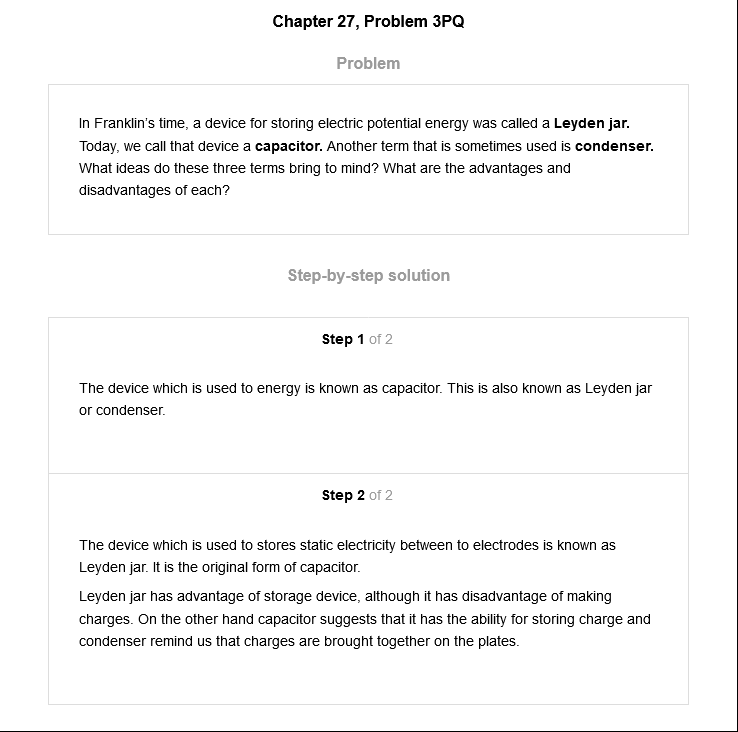 Chapter 27, Problem 3PQ
Problem
In Franklin's time, a device for storing electric potential energy was called a Leyden jar.
Today, we call that device a capacitor. Another term that is sometimes used is condenser.
What ideas do these three terms bring to mind? What are the advantages and
disadvantages of each?
Step-by-step solution
Step 1 of 2
The device which is used to energy is known as capacitor. This is also known as Leyden jar
or condenser.
Step 2 of 2
The device which is used to stores static electricity between to electrodes is known as
Leyden jar. It is the original form of capacitor.
Leyden jar has advantage of storage device, although it has disadvantage of making
charges. On the other hand capacitor suggests that it has the ability for storing charge and
condenser remind us that charges are brought together on the plates.